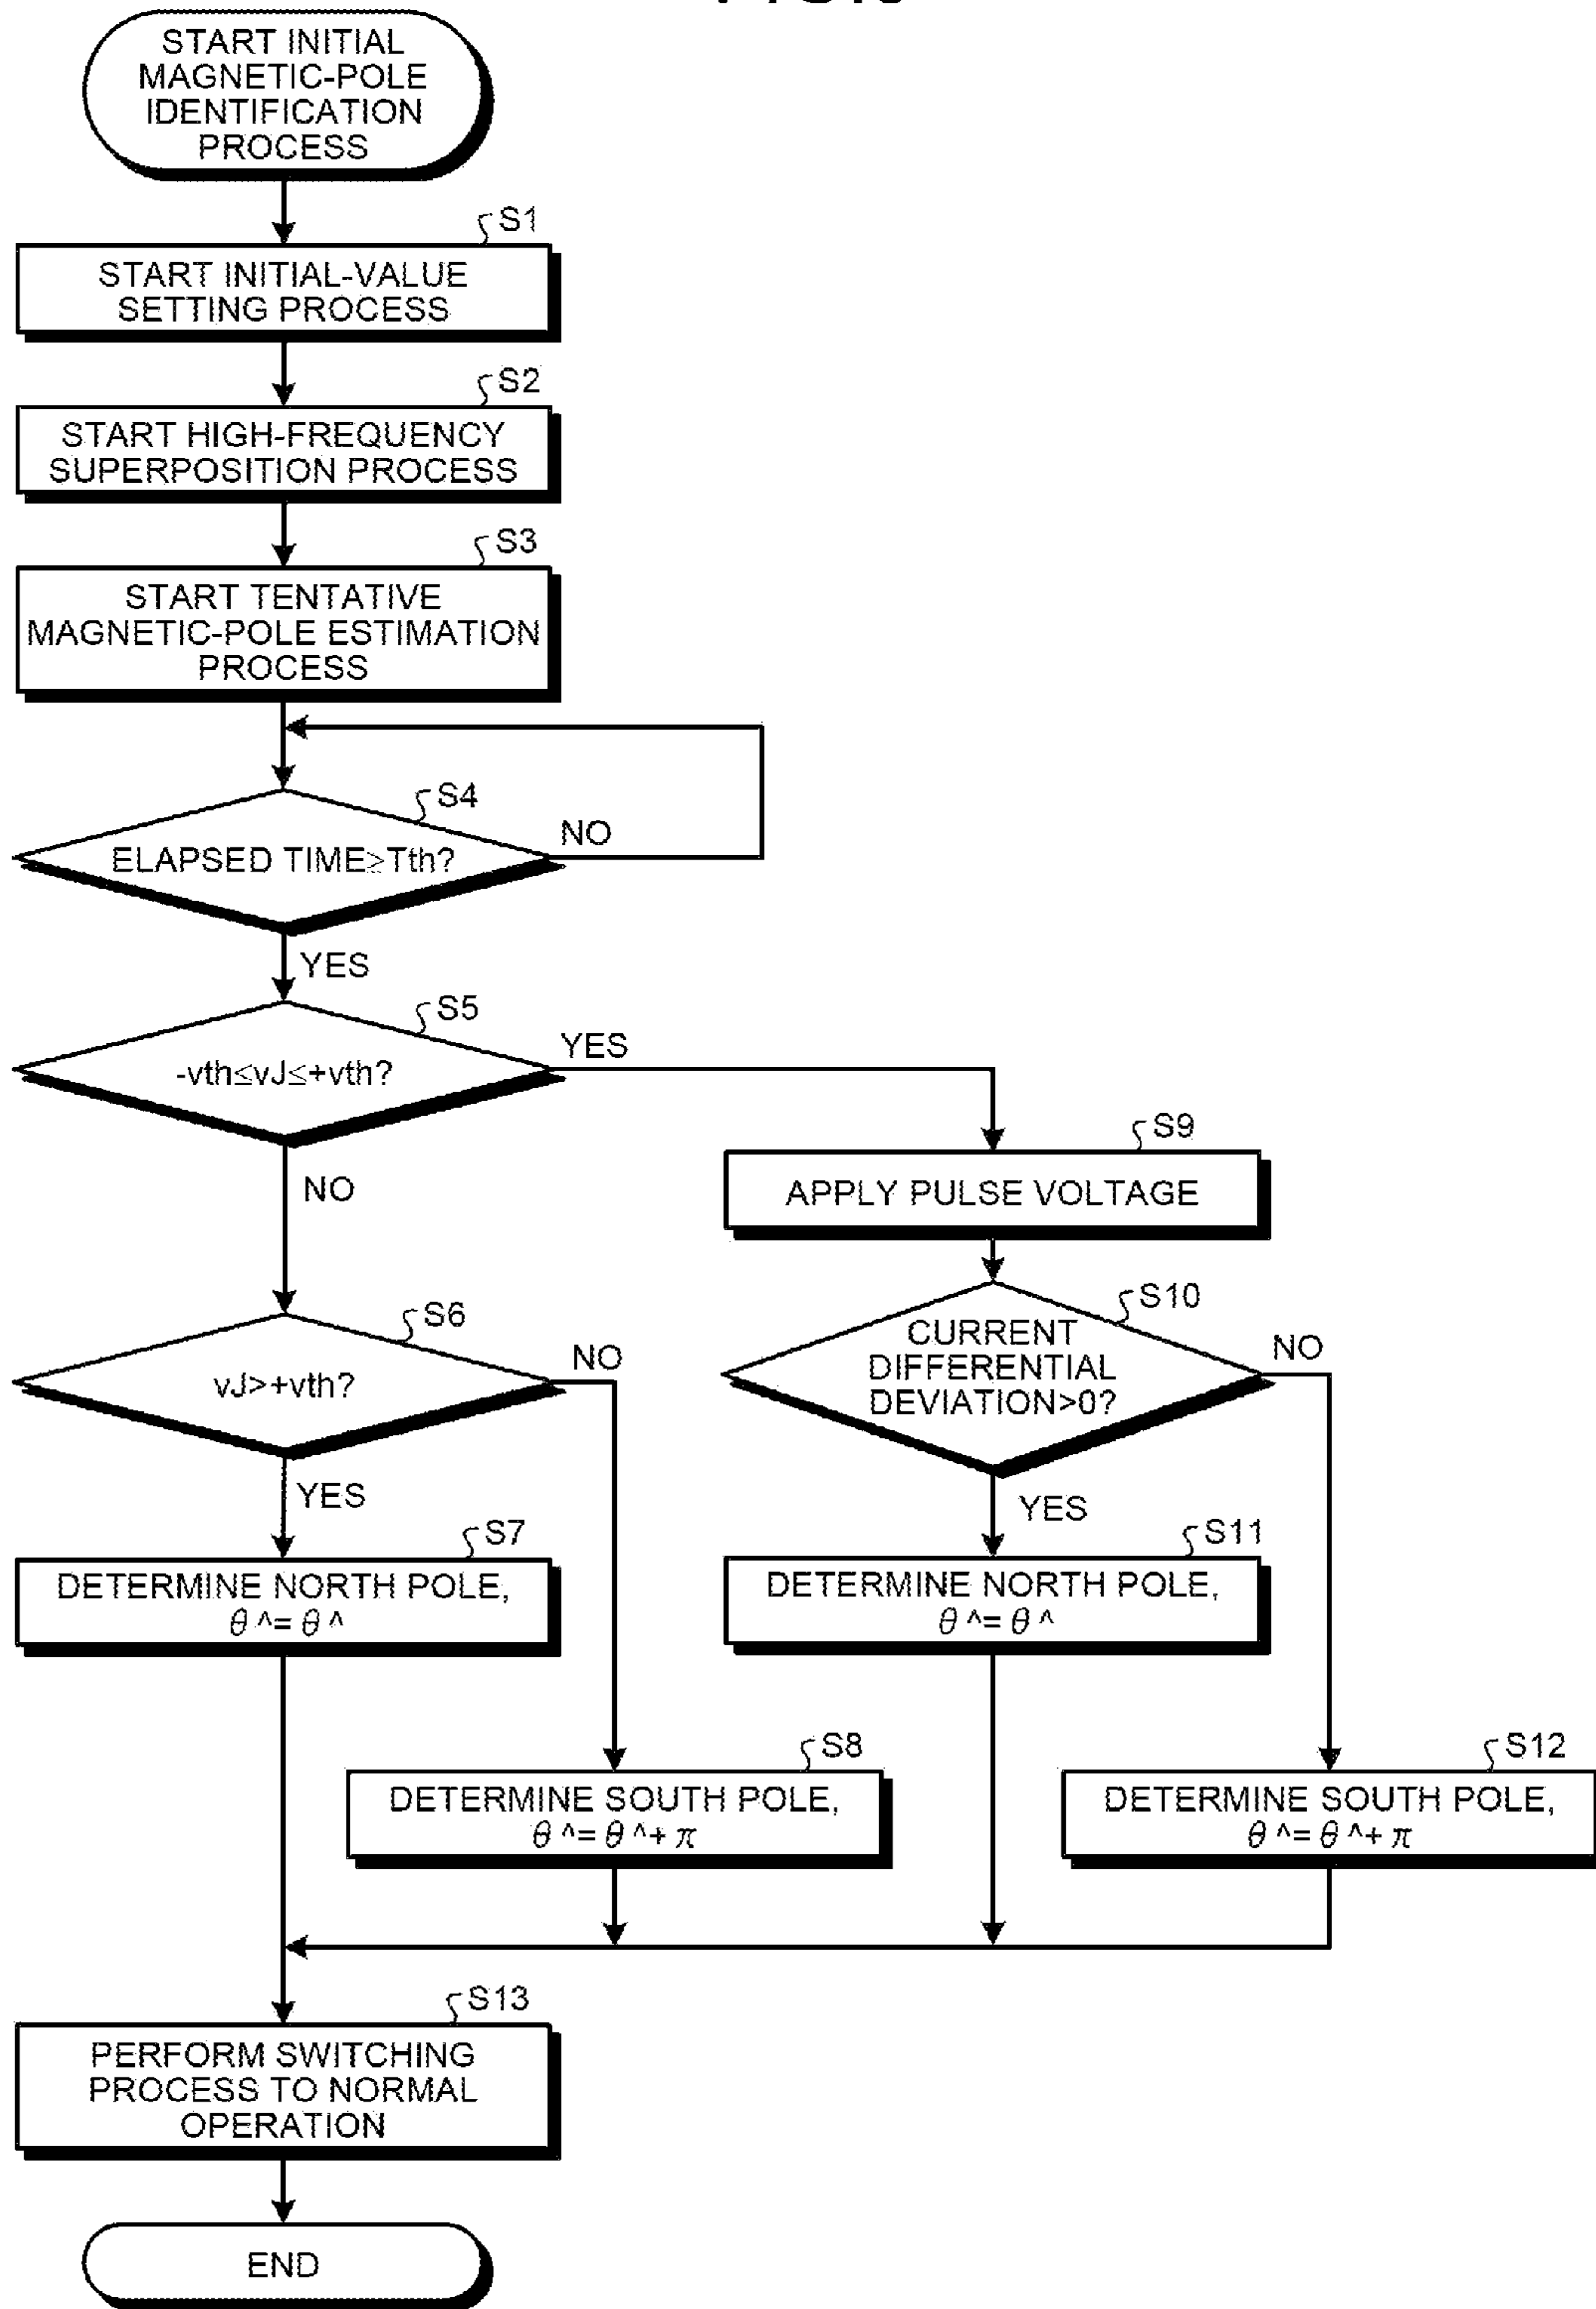 START INITIAL
MAGNETIC-POLE
IDENTIFICATION
PROCESS
S1
START INITIAL-VALUE
SETTING PROCESS
S2
START HIGH-FREQUENCY
SUPERPOSITION PROCESS
S3
START TENTATIVE
MAGNETIC-POLE ESTIMATION
PROCESS
S4
ELAPSED TIME≥Tth?
NO
YES
S5
-vth≤vJ≤+vth?
YES
NO
S9
APPLY PULSE VOLTAGE
S6
vJ>+vth?
NO
YES
S10
CURRENT
DIFFERENTIAL
DEVIATION>0?
NO
YES
S7
DETERMINE NORTH POLE,
θ^=θ^
S11
DETERMINE NORTH POLE,
θ^=θ^
S8
DETERMINE SOUTH POLE,
θ^=θ^+π
S12
DETERMINE SOUTH POLE,
θ^=θ^+π
S13
PERFORM SWITCHING
PROCESS TO NORMAL
OPERATION
END